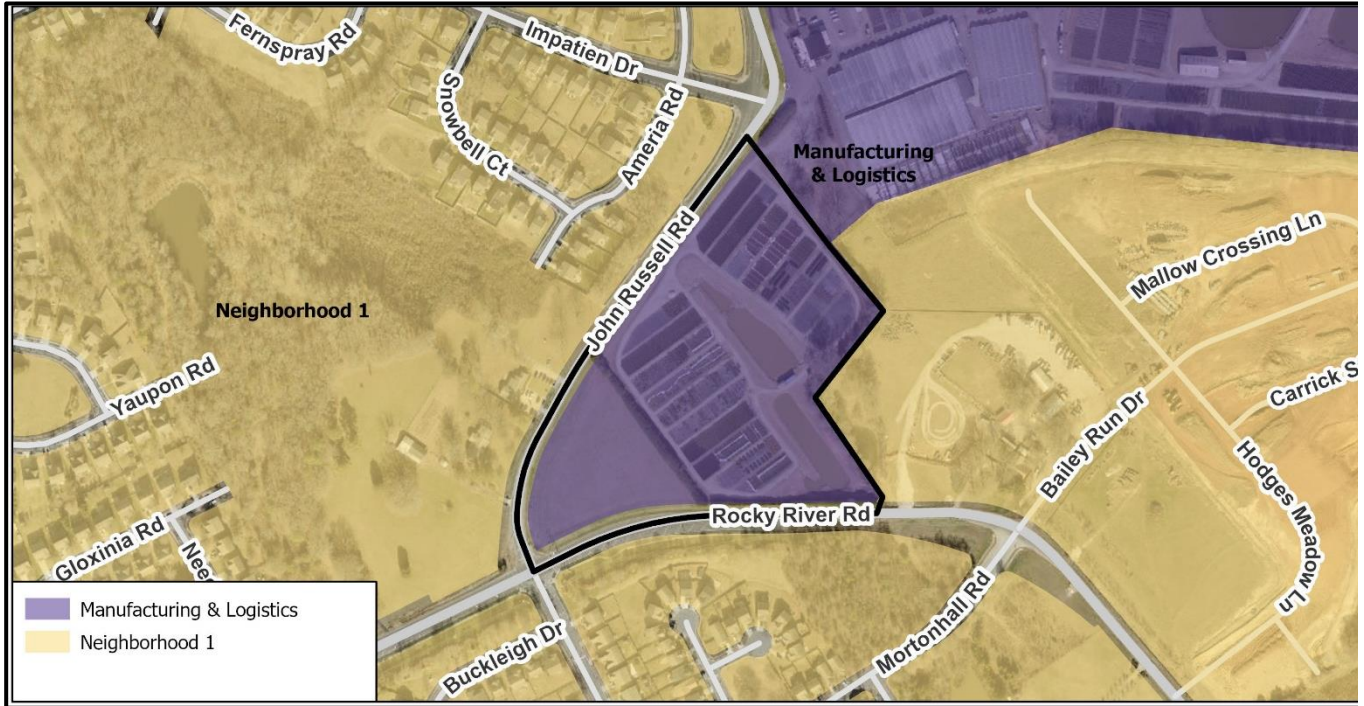 Fernspray Rd
Impatien Dr
Snowbell Ct
Ameria Rd
Manufacturing
& Logistics
John Russell Rd
Mallow Crossing Ln
Neighborhood 1
Yaupon Rd
Carrick S
Bailey Run Dr
Hodges Meadow Ln
Rocky River Rd
Gloxinia Rd
Nee
Mortonhall Rd
Buckleigh Dr
Manufacturing & Logistics
Neighborhood 1